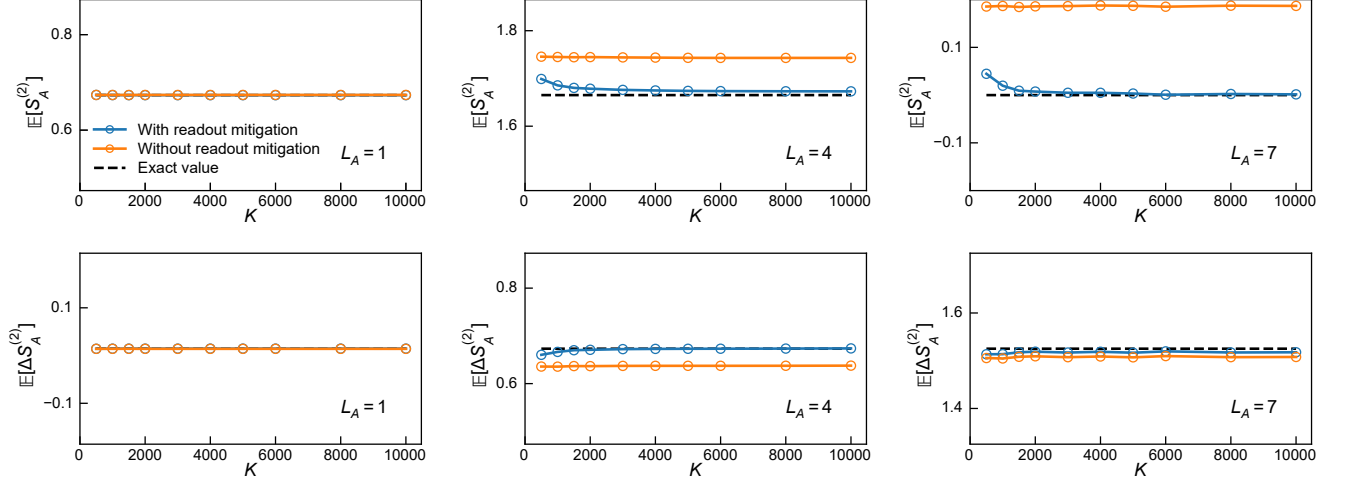 0.8
0.6
𝔼[S_A^(2)]
With readout mitigation
Without readout mitigation
Exact value
L_A = 1
0 2000 4000 6000 8000 10000
K
1.8
1.6
𝔼[S_A^(2)]
L_A = 4
0 2000 4000 6000 8000 10000
K
0.1
−0.1
𝔼[S_A^(2)]
L_A = 7
0 2000 4000 6000 8000 10000
K
0.1
−0.1
𝔼[ΔS_A^(2)]
L_A = 1
0 2000 4000 6000 8000 10000
K
0.8
0.6
𝔼[ΔS_A^(2)]
L_A = 4
0 2000 4000 6000 8000 10000
K
1.6
1.4
𝔼[ΔS_A^(2)]
L_A = 7
0 2000 4000 6000 8000 10000
K